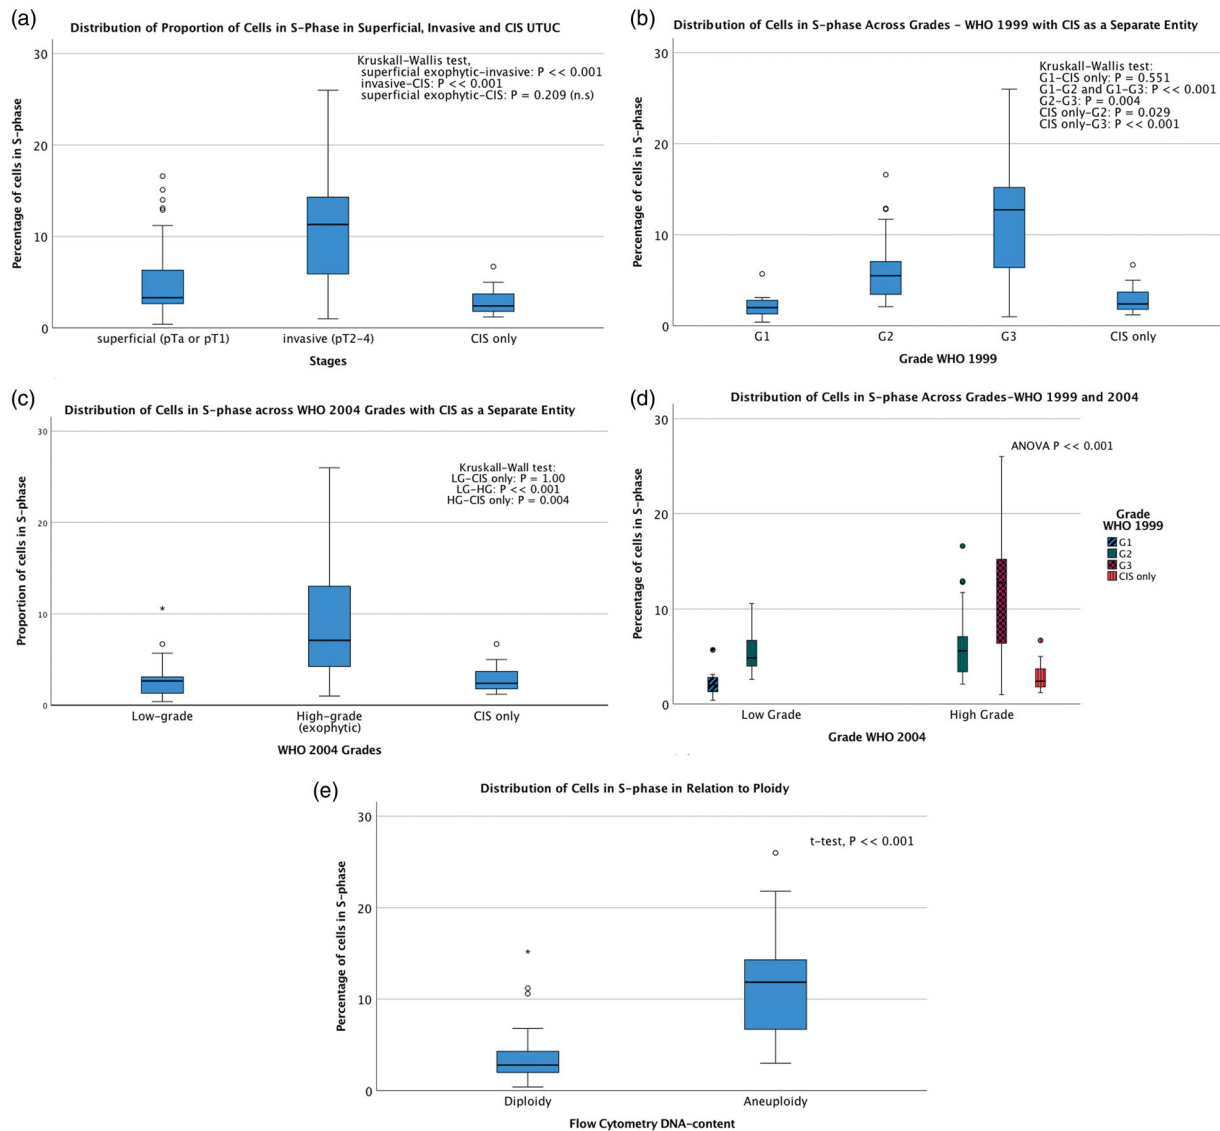 (a)
Distribution of Proportion of Cells in S-Phase in Superficial, Invasive and CIS UTUC
Kruskall-Wallis test,
superficial exophytic-invasive: P << 0.001
invasive-CIS: P << 0.001
superficial exophytic-CIS: P = 0.209 (n.s)
Percentage of cells in S-phase
30
20
10
0
superficial (pTa or pT1)
invasive (pT2-4)
CIS only
Stages
(b)
Distribution of Cells in S-phase Across Grades - WHO 1999 with CIS as a Separate Entity
Kruskall-Wallis test:
G1-CIS only: P = 0.551
G1-G2 and G1-G3: P << 0.001
G2-G3: P = 0.004
CIS only-G2: P = 0.029
CIS only-G3: P << 0.001
Percentage of cells in S-phase
30
20
10
0
G1
G2
G3
CIS only
Grade WHO 1999
(c)
Distribution of Cells in S-phase across WHO 2004 Grades with CIS as a Separate Entity
Kruskall-Wall test:
LG-CIS only: P = 1.00
LG-HG: P << 0.001
HG-CIS only: P = 0.004
Proportion of cells in S-phase
30
20
10
0
Low-grade
High-grade
(exophytic)
CIS only
WHO 2004 Grades
(d)
Distribution of Cells in S-phase Across Grades-WHO 1999 and 2004
ANOVA P << 0.001
Percentage of cells in S-phase
30
20
10
0
Low Grade
High Grade
Grade WHO 2004
Grade
WHO 1999
G1
G2
G3
CIS only
(e)
Distribution of Cells in S-phase in Relation to Ploidy
t-test, P << 0.001
Percentage of cells in S-phase
30
20
10
0
Diploidy
Aneuploidy
Flow Cytometry DNA-content